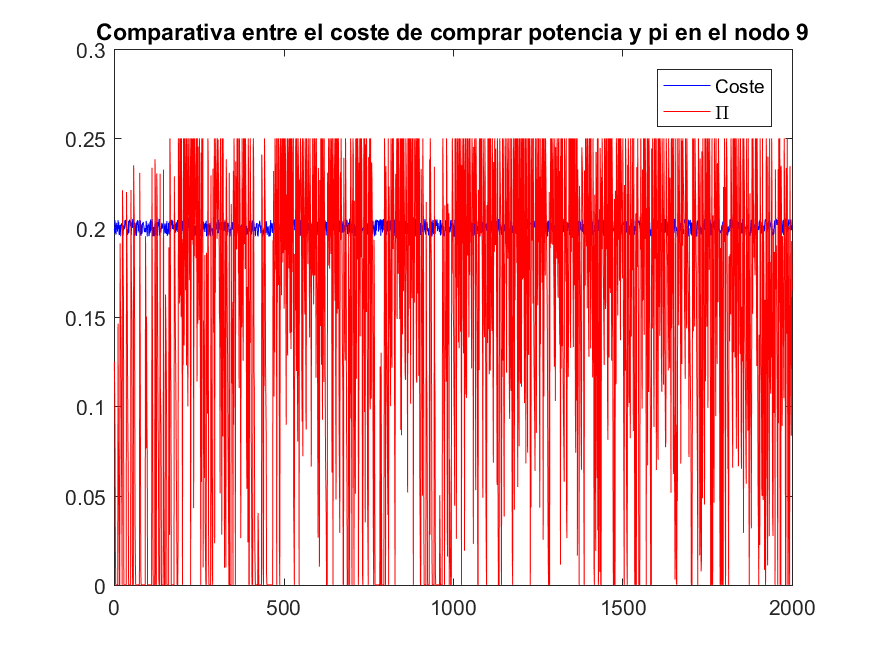 Comparativa entre el coste de comprar potencia y pi en el nodo 9
0.3
0.25
0.2
0.15
0.1
0.05
0
0 500 1000 1500 2000
Coste
Π